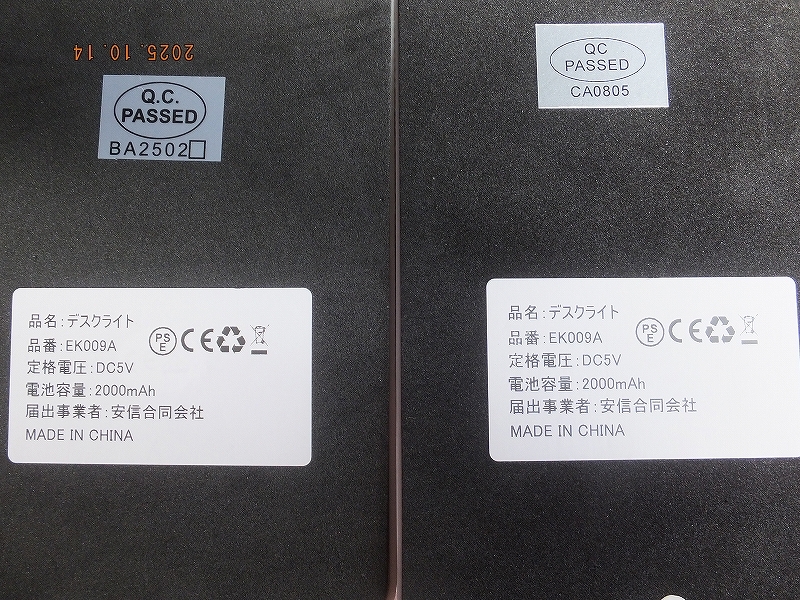 2025.10.14
Q.C.
PASSED
BA2502□
品名:デスクライト
品番:EK009A
定格電圧:DC5V
電池容量:2000mAh
届出事業者:安信合同会社
MADE IN CHINA
PS
E
CE
QC
PASSED
CA0805
品名:デスクライト
品番:EK009A
定格電圧:DC5V
電池容量:2000mAh
届出事業者:安信合同会社
MADE IN CHINA
PS
E
CE